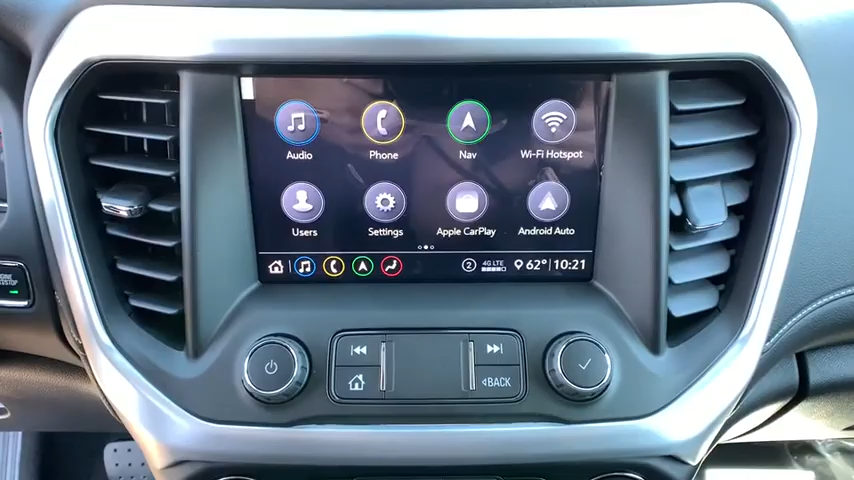 Audio
Phone
Nav
Wi-Fi Hotspot
Users
Settings
Apple CarPlay
Android Auto
2
4G LTE
62° 10:21
BACK